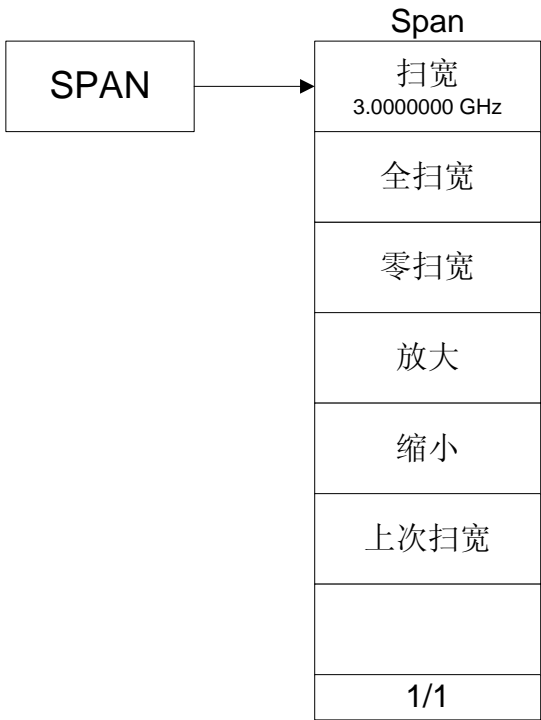 Span
SPAN
扫宽
3.0000000 GHz
全扫宽
零扫宽
放大
缩小
上次扫宽
1/1